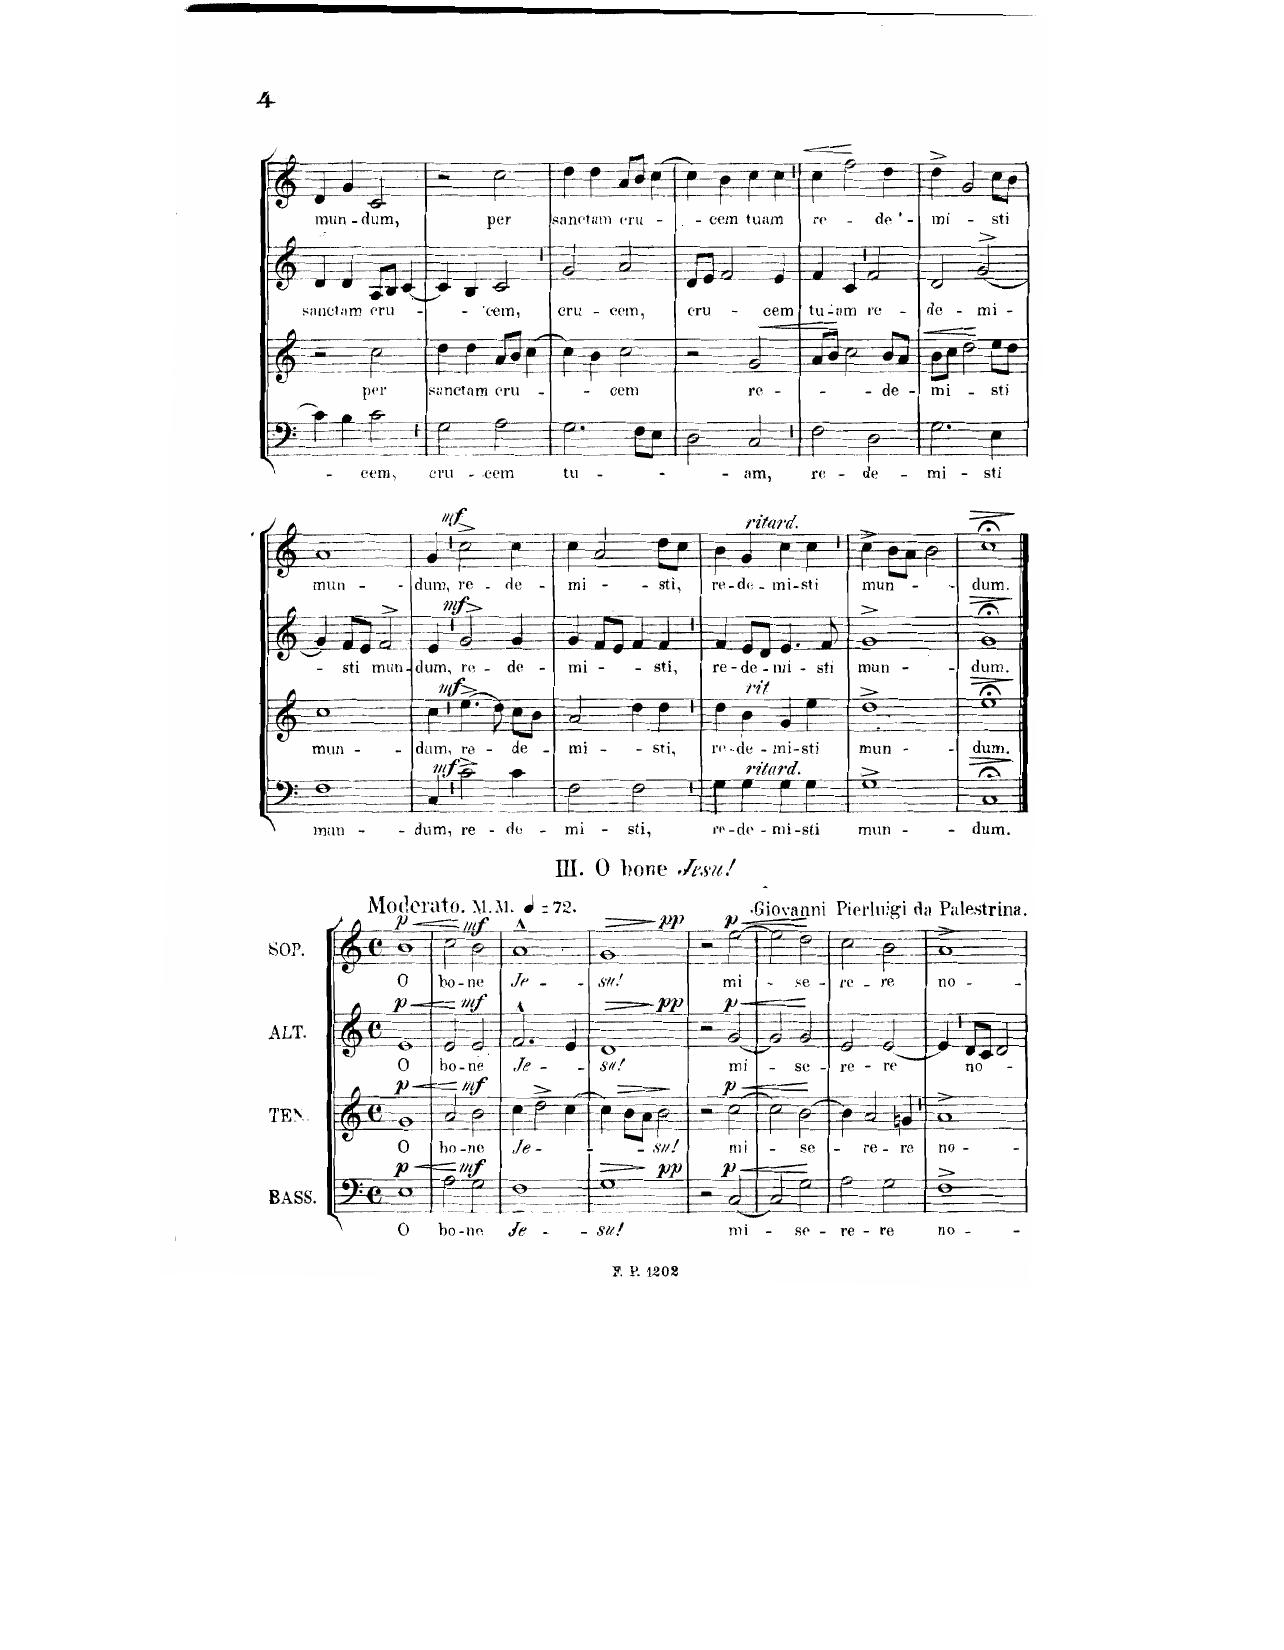 4
mun - dum, per sanctam cru - - cem tuam re - de - mi - sti
sanctam cru - - cem, cru - cem, cru - cem tu-am re - de - mi -
per sanctam cru - - cem re - - - de - mi - sti
- cem, cru - cem tu - - - am, re - de - mi - sti
mf ritard.
mun - - dum, re - de - mi - - sti, re-de-mi-sti mun - - dum.
mf
- sti mun-dum, re - de - mi - - sti, re-de-mi - sti mun - dum.
mf rit
mun - - dum, re - de - mi - - sti, re-de-mi-sti mun - - dum.
mf ritard.
mun - - dum, re - de - mi - sti, re-de-mi-sti mun - - dum.
III. O bone Jesu!
Moderato. M.M. ♩ = 72. Giovanni Pierluigi da Palestrina.
p mf pp p
SOP.
O bo-ne Je - - su! mi - se - re - re no - -
p mf pp p
ALT.
O bo-ne Je - - su! mi - se - re - re no - -
p mf p
TEN.
O bo-ne Je - - - su! mi - se - re - re no - -
p mf pp p
BASS.
O bo-ne Je - - su! mi - se - re - re no - -
F. P. 1202